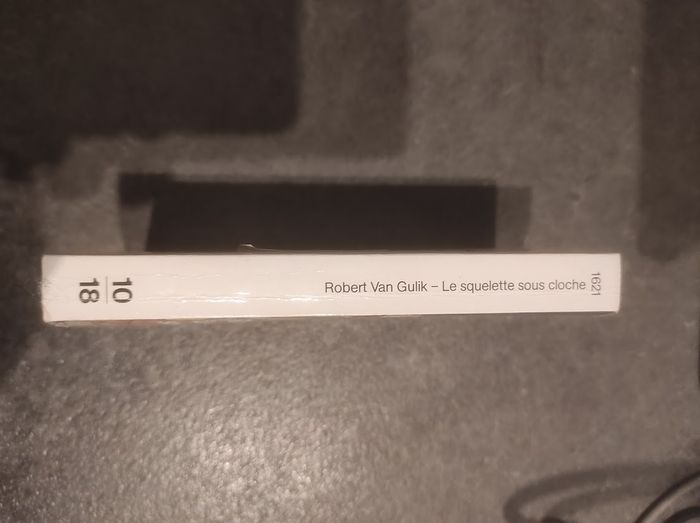 10
18
Robert Van Gulik – Le squelette sous cloche
1621